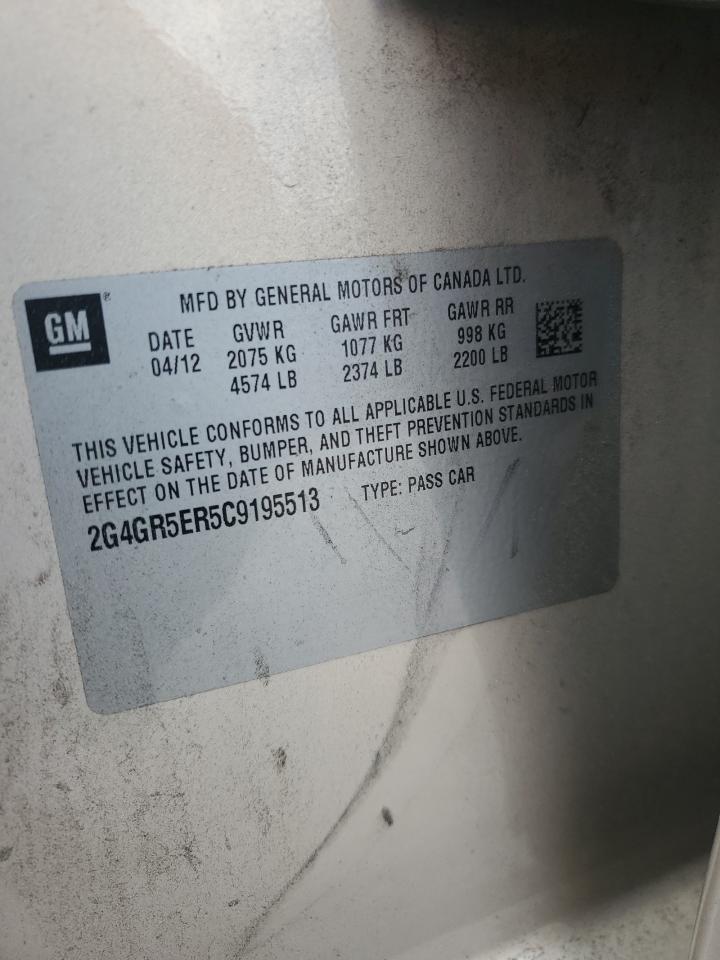 GM®
MFD BY GENERAL MOTORS OF CANADA LTD.
DATE GVWR GAWR FRT GAWR RR
04/12 2075 KG 1077 KG 998 KG
4574 LB 2374 LB 2200 LB
THIS VEHICLE CONFORMS TO ALL APPLICABLE U.S. FEDERAL MOTOR
VEHICLE SAFETY, BUMPER, AND THEFT PREVENTION STANDARDS IN
EFFECT ON THE DATE OF MANUFACTURE SHOWN ABOVE.
2G4GR5ER5C9195513 TYPE: PASS CAR